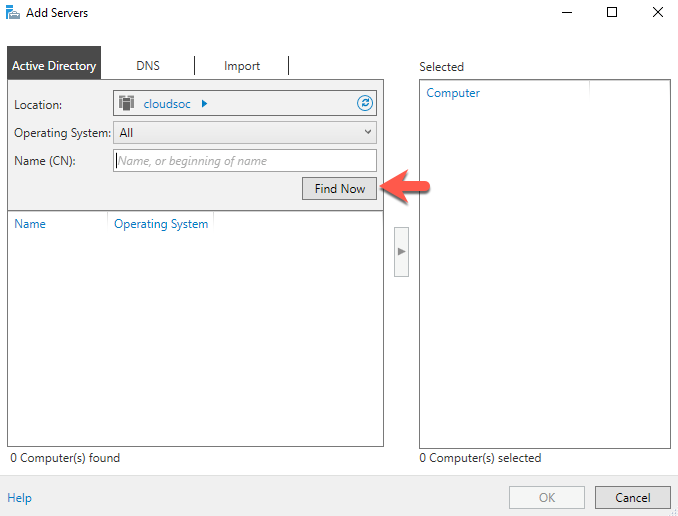 Add Servers
Active Directory
DNS
Import
Selected
Location:
cloudsoc
Operating System:
All
Name (CN):
Name, or beginning of name
Find Now
Name
Operating System
Computer
0 Computer(s) found
0 Computer(s) selected
Help
OK
Cancel